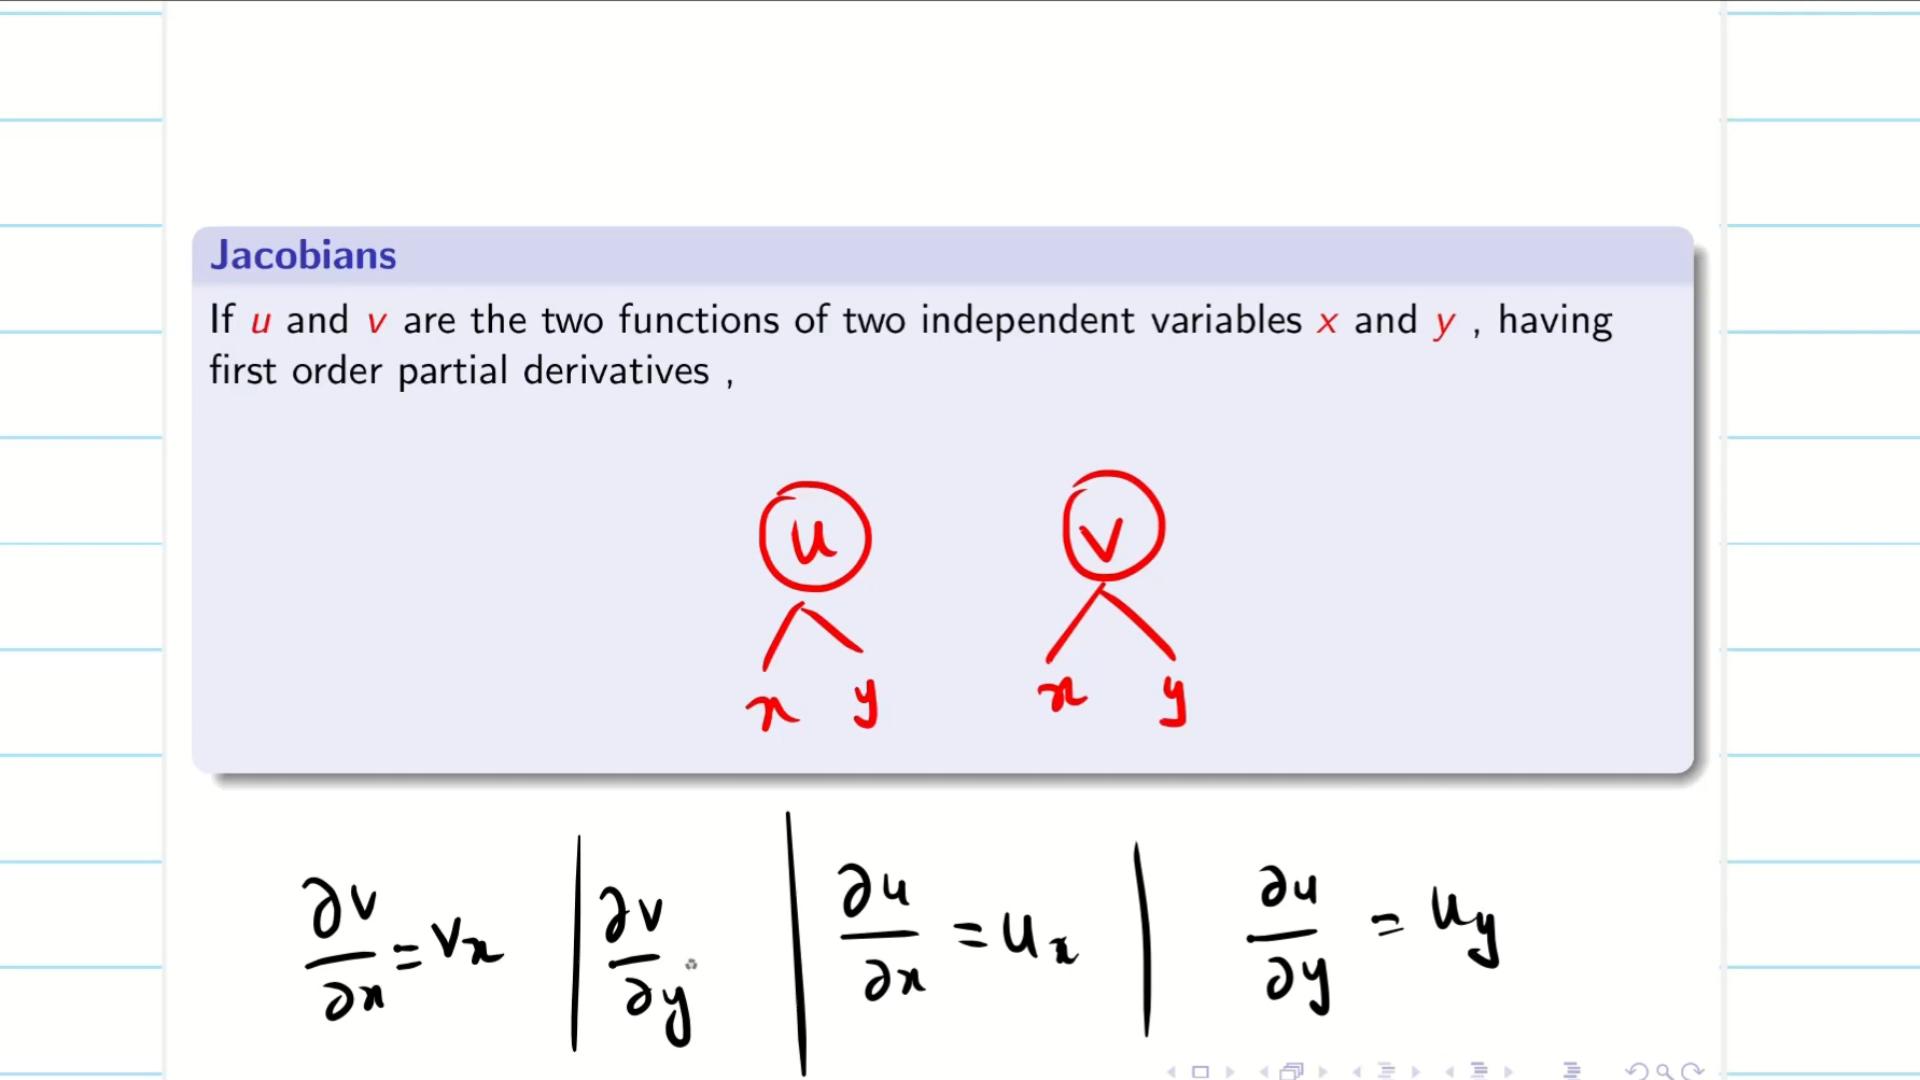 Jacobians
If u and v are the two functions of two independent variables x and y , having
first order partial derivatives ,
u v
x y x y
∂v/∂x = vₓ | ∂v/∂y | ∂u/∂x = uₓ | ∂u/∂y = u_y